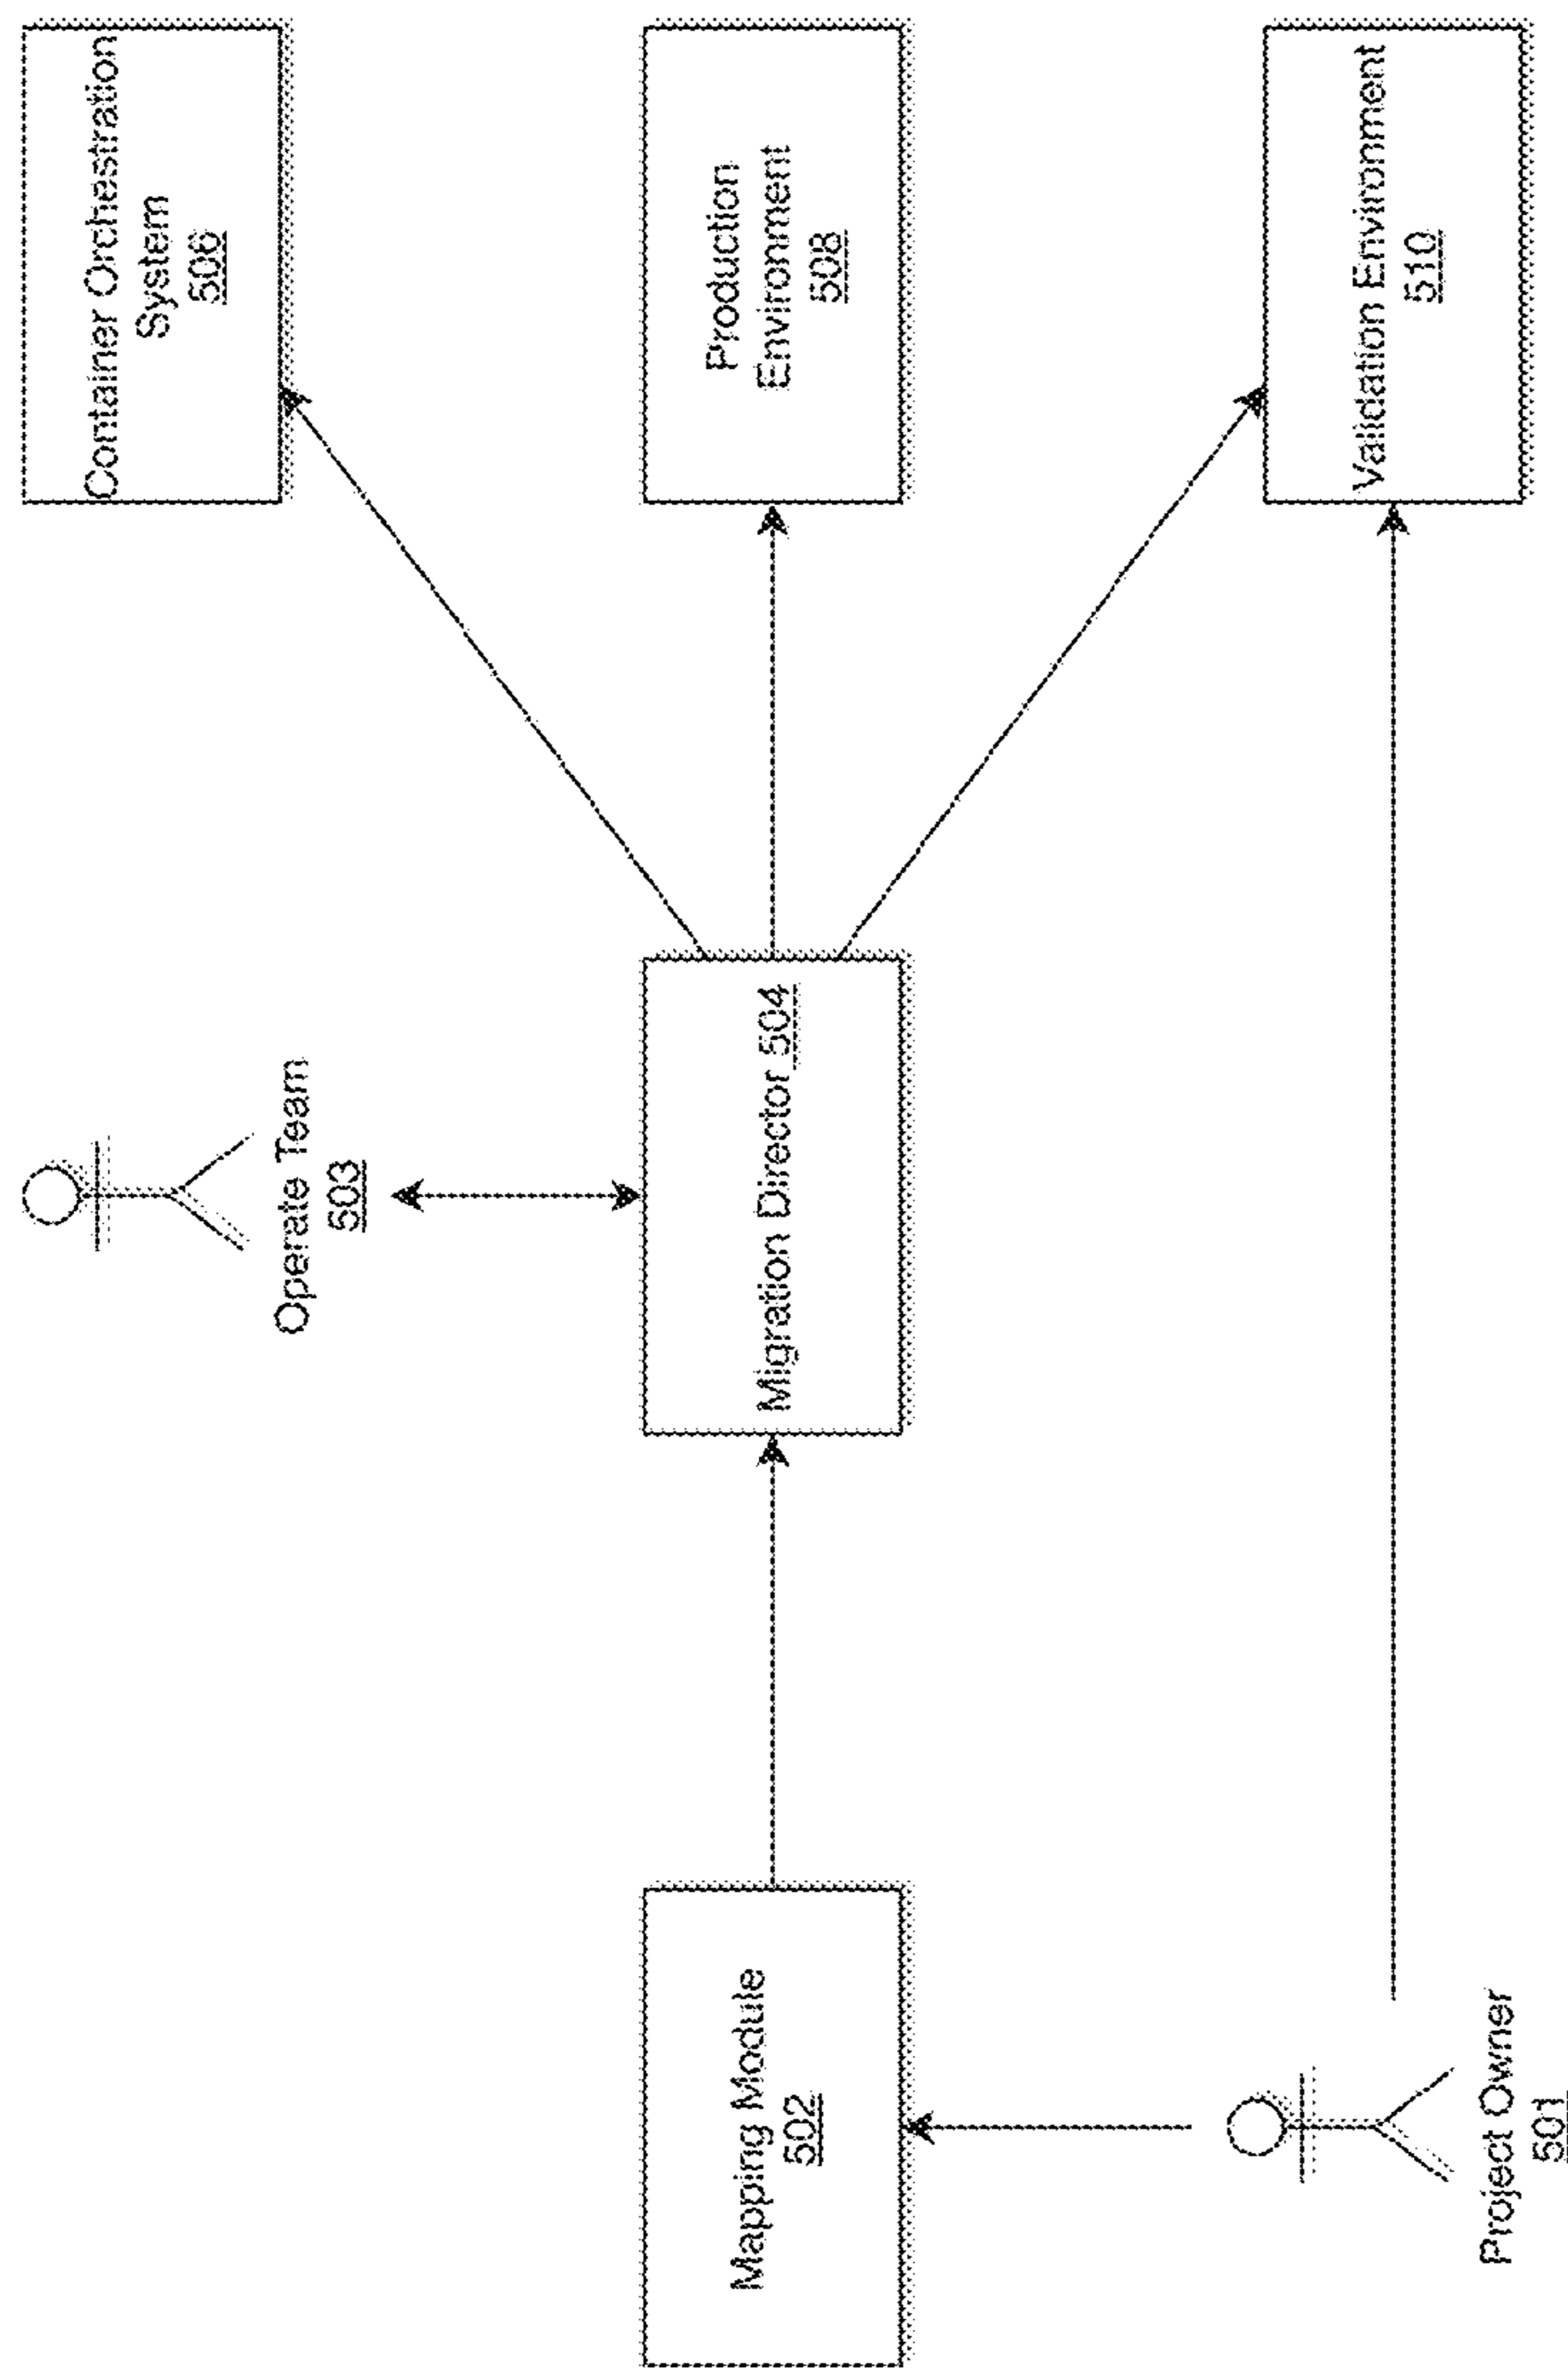 Operate Team
503
Container Orchestration
System
506
Mapping Module
502
Migration Director 504
Production
Environment
508
Project Owner
501
Validation Environment
510